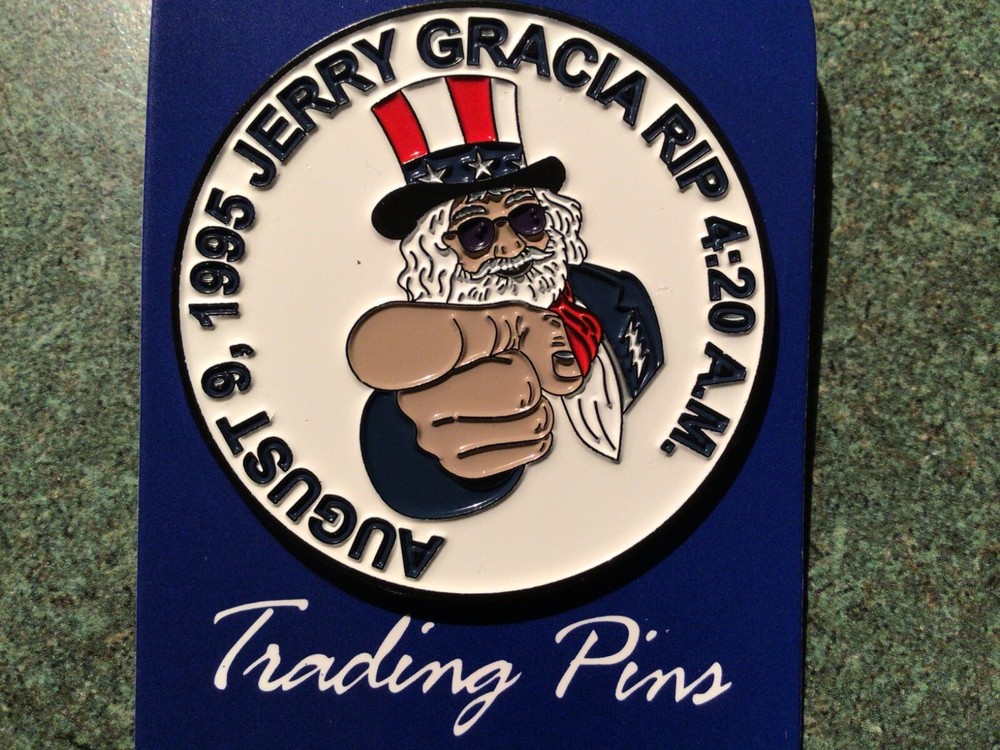 AUGUST 9, 1995 JERRY GRACIA RIP 4:20 A.M.
Trading Pins